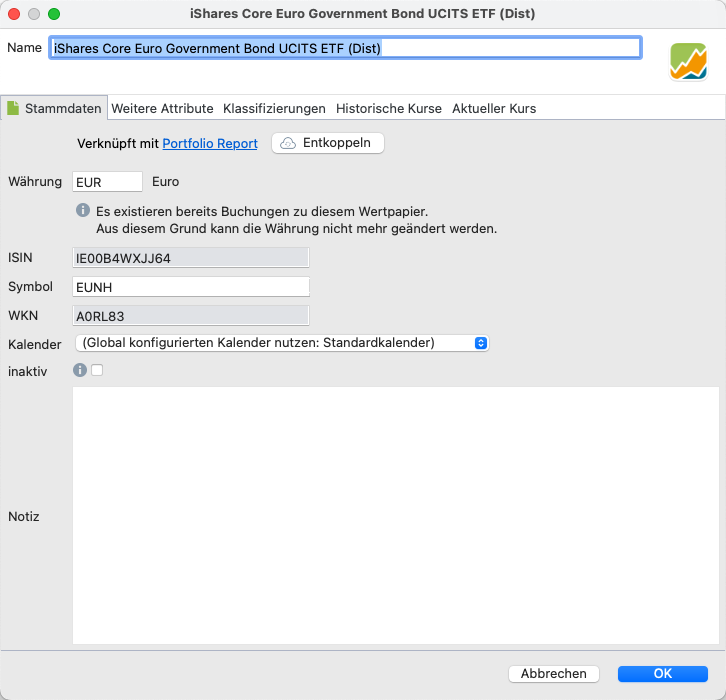 iShares Core Euro Government Bond UCITS ETF (Dist)
Name iShares Core Euro Government Bond UCITS ETF (Dist)
Stammdaten Weitere Attribute Klassifizierungen Historische Kurse Aktueller Kurs
Verknüpft mit Portfolio Report Entkoppeln
Währung EUR Euro
Es existieren bereits Buchungen zu diesem Wertpapier.
Aus diesem Grund kann die Währung nicht mehr geändert werden.
ISIN IE00B4WXJJ64
Symbol EUNH
WKN A0RL83
Kalender (Global konfigurierten Kalender nutzen: Standardkalender)
inaktiv
Notiz
Abbrechen OK